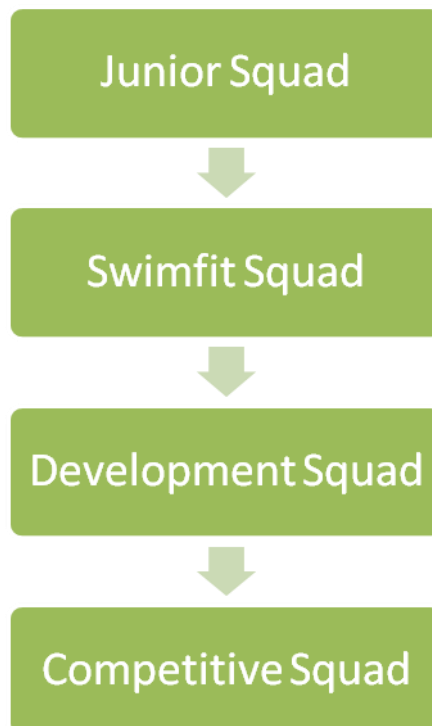 Junior Squad
Swimfit Squad
Development Squad
Competitive Squad